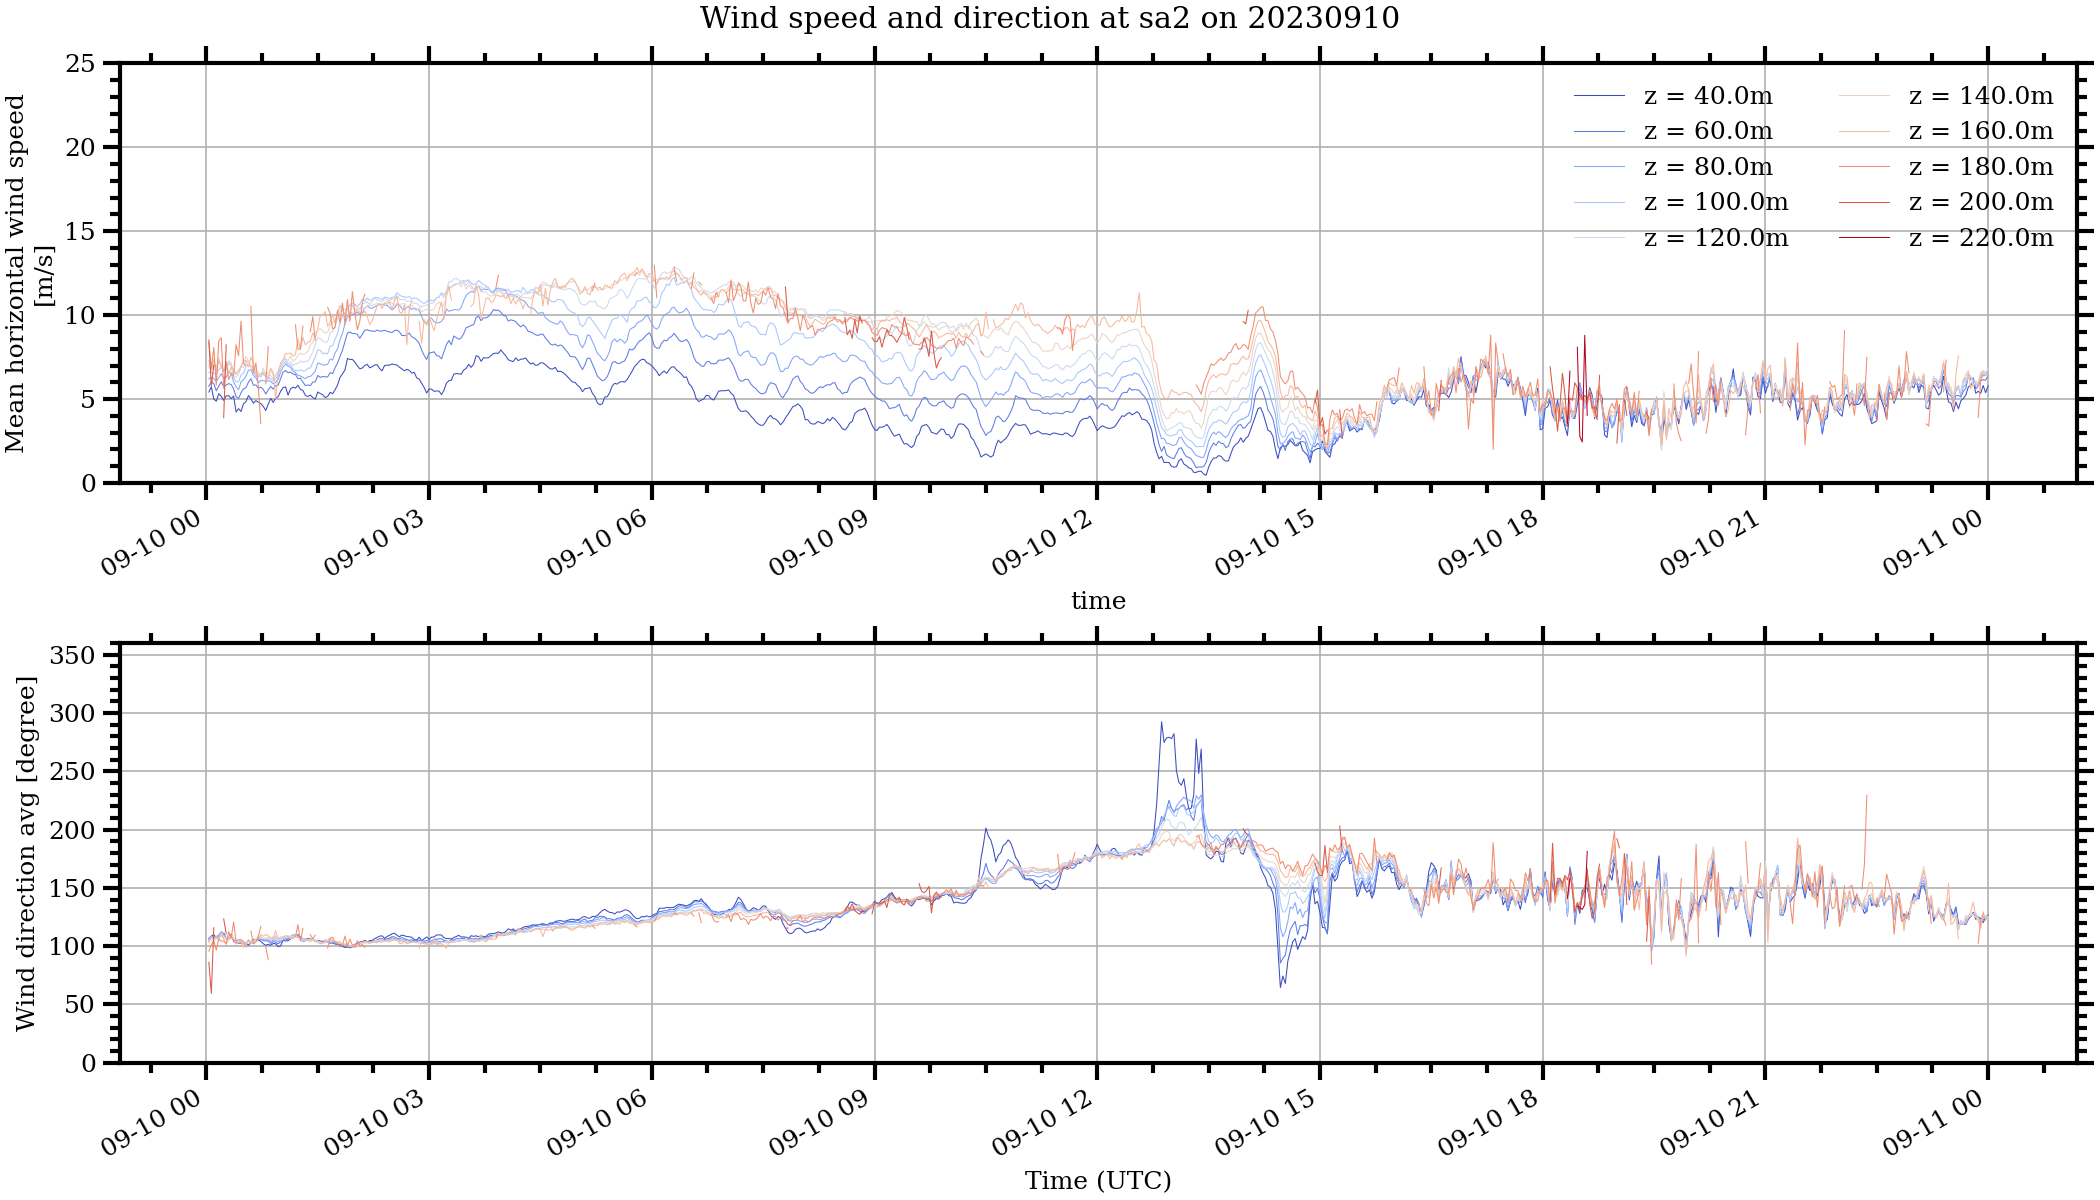 Wind speed and direction at sa2 on 20230910
Mean horizontal wind speed
[m/s]
25
20
15
10
5
0
z = 40.0m
z = 60.0m
z = 80.0m
z = 100.0m
z = 120.0m
z = 140.0m
z = 160.0m
z = 180.0m
z = 200.0m
z = 220.0m
09-10 00
09-10 03
09-10 06
09-10 09
09-10 12
09-10 15
09-10 18
09-10 21
09-11 00
time
Wind direction avg [degree]
350
300
250
200
150
100
50
0
09-10 00
09-10 03
09-10 06
09-10 09
09-10 12
09-10 15
09-10 18
09-10 21
09-11 00
Time (UTC)